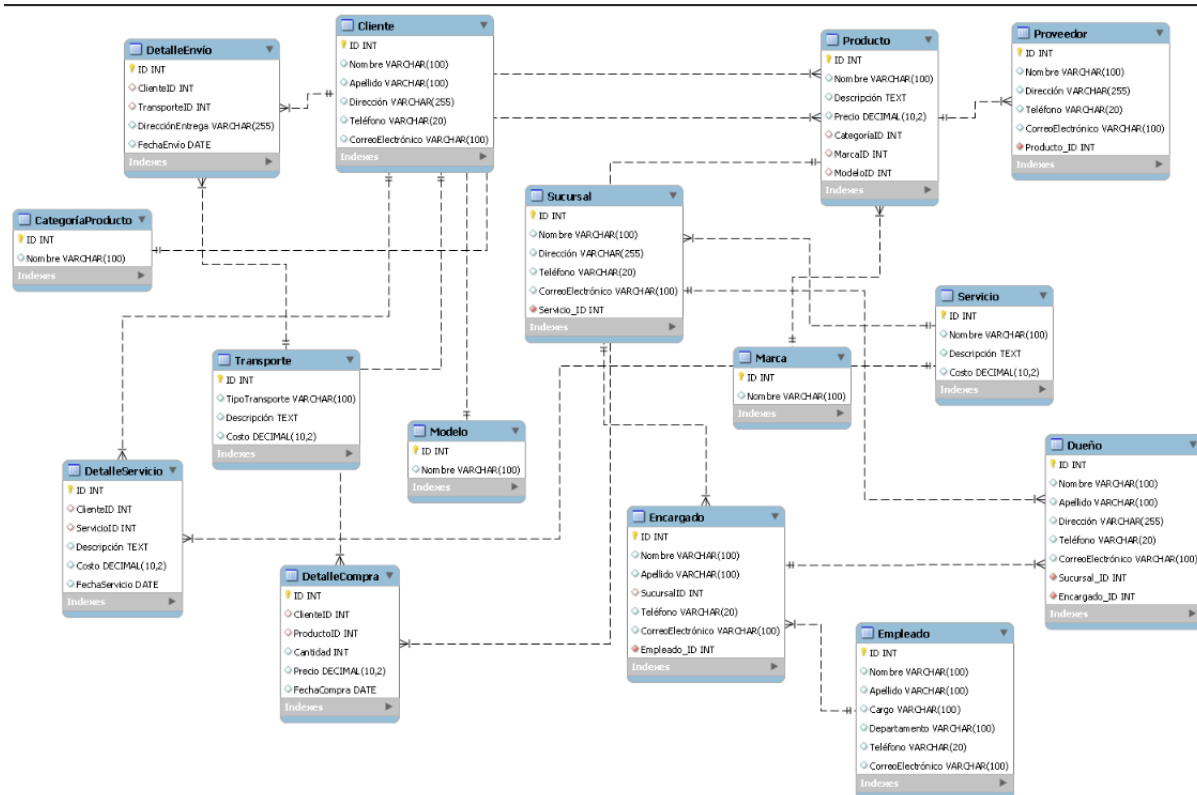 DetalleEnvío
ID INT
ClienteID INT
TransporteID INT
DirecciónEntrega VARCHAR(255)
FechaEnvio DATE
Indexes
Cliente
ID INT
Nombre VARCHAR(100)
Apellido VARCHAR(100)
Dirección VARCHAR(255)
Teléfono VARCHAR(20)
CorreoElectrónico VARCHAR(100)
Indexes
Producto
ID INT
Nombre VARCHAR(100)
Descripción TEXT
Precio DECIMAL(10,2)
CategoríaID INT
MarcaID INT
ModeloID INT
Indexes
Proveedor
ID INT
Nombre VARCHAR(100)
Dirección VARCHAR(255)
Teléfono VARCHAR(20)
CorreoElectrónico VARCHAR(100)
Producto_ID INT
Indexes
CategoríaProducto
ID INT
Nombre VARCHAR(100)
Indexes
Sucursal
ID INT
Nombre VARCHAR(100)
Dirección VARCHAR(255)
Teléfono VARCHAR(20)
CorreoElectrónico VARCHAR(100)
Servicio_ID INT
Indexes
Servicio
ID INT
Nombre VARCHAR(100)
Descripción TEXT
Costo DECIMAL(10,2)
Indexes
Transporte
ID INT
TipoTransporte VARCHAR(100)
Descripción TEXT
Costo DECIMAL(10,2)
Indexes
Marca
ID INT
Nombre VARCHAR(100)
Indexes
Modelo
ID INT
Nombre VARCHAR(100)
Indexes
DetalleServicio
ID INT
ClienteID INT
ServicioID INT
Descripción TEXT
Costo DECIMAL(10,2)
FechaServicio DATE
Indexes
DetalleCompra
ID INT
ClienteID INT
ProductoID INT
Cantidad INT
Precio DECIMAL(10,2)
FechaCompra DATE
Indexes
Encargado
ID INT
Nombre VARCHAR(100)
Apellido VARCHAR(100)
SucursalID INT
Teléfono VARCHAR(20)
CorreoElectrónico VARCHAR(100)
Empleado_ID INT
Indexes
Dueño
ID INT
Nombre VARCHAR(100)
Apellido VARCHAR(100)
Dirección VARCHAR(255)
Teléfono VARCHAR(20)
CorreoElectrónico VARCHAR(100)
Sucursal_ID INT
Encargado_ID INT
Indexes
Empleado
ID INT
Nombre VARCHAR(100)
Apellido VARCHAR(100)
Cargo VARCHAR(100)
Departamento VARCHAR(100)
Teléfono VARCHAR(20)
CorreoElectrónico VARCHAR(100)
Indexes